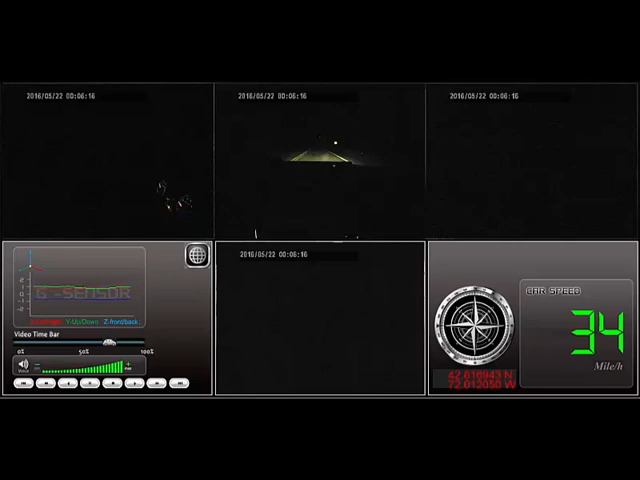 2016/05/22 00:06:16
2016/05/22 00:06:16
2016/05/22 00:06:16
G-SENSOR
Y-Up/Down Z-front/back:
Video Time Bar
0% 50% 100%
2016/05/22 00:06:16
CAR SPEED
34
Mile/h
72.012050 W